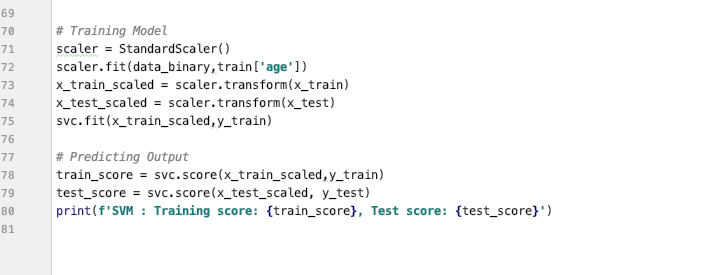 69
70 # Training Model
71 scaler = StandardScaler()
72 scaler.fit(data_binary,train['age'])
73 x_train_scaled = scaler.transform(x_train)
74 x_test_scaled = scaler.transform(x_test)
75 svc.fit(x_train_scaled,y_train)
76
77 # Predicting Output
78 train_score = svc.score(x_train_scaled,y_train)
79 test_score = svc.score(x_test_scaled, y_test)
80 print(f'SVM : Training score: {train_score}, Test score: {test_score}')
81